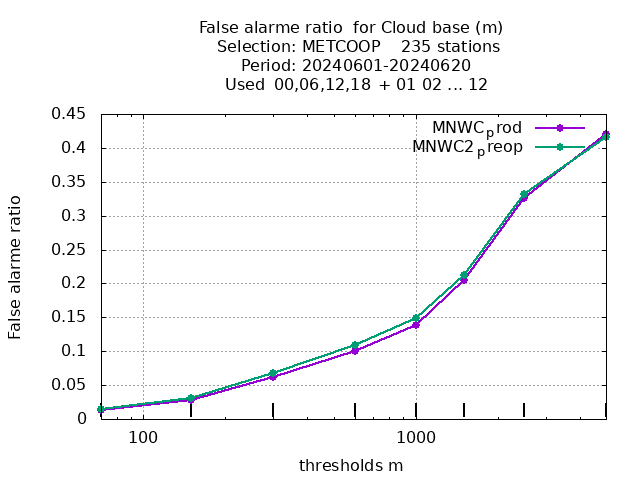 False alarme ratio  for Cloud base (m)
Selection: METCOOP    235 stations
Period: 20240601-20240620
Used  00,06,12,18 + 01 02 ... 12
MNWC_prod
MNWC2_preop
False alarme ratio
0.45
0.4
0.35
0.3
0.25
0.2
0.15
0.1
0.05
0
100
1000
thresholds m